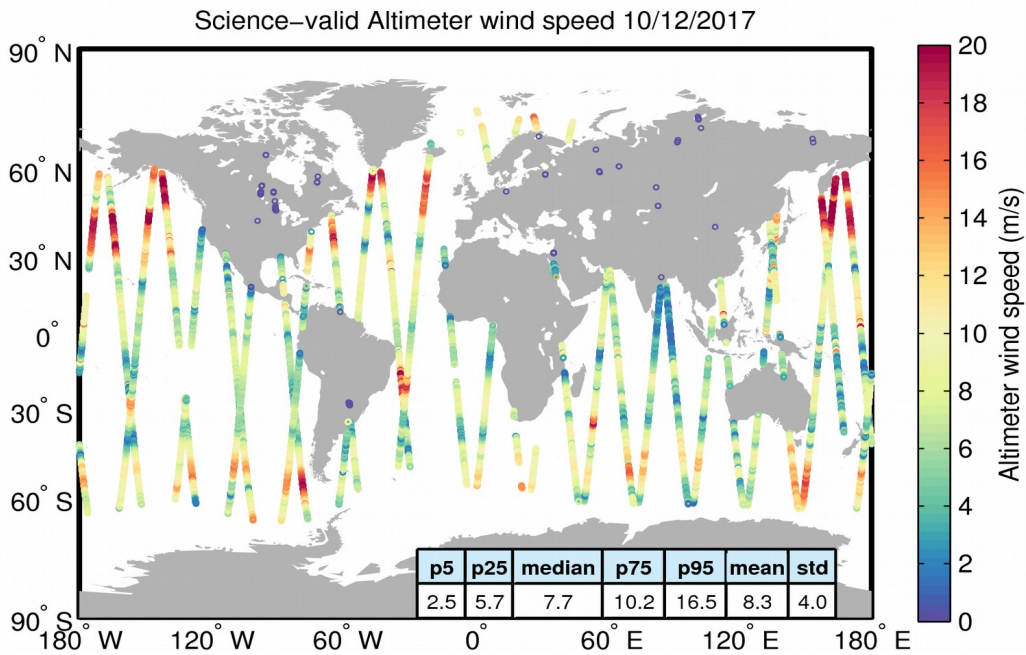 Science−valid Altimeter wind speed 10/12/2017
90° N
60° N
30° N
0°
30° S
60° S
90° S
180° W
120° W
60° W
0°
60° E
120° E
180° E
p5 p25 median p75 p95 mean std
2.5 5.7 7.7 10.2 16.5 8.3 4.0
20
18
16
14
12
10
8
6
4
2
0
Altimeter wind speed (m/s)